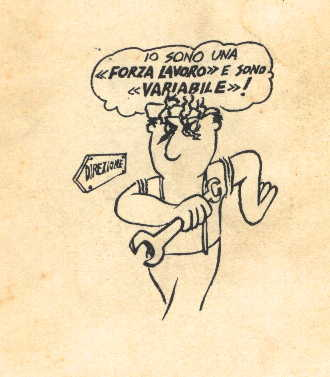 IO SONO UNA
«FORZA LAVORO» E SONO
«VARIABILE»!
DIREZIONE
G